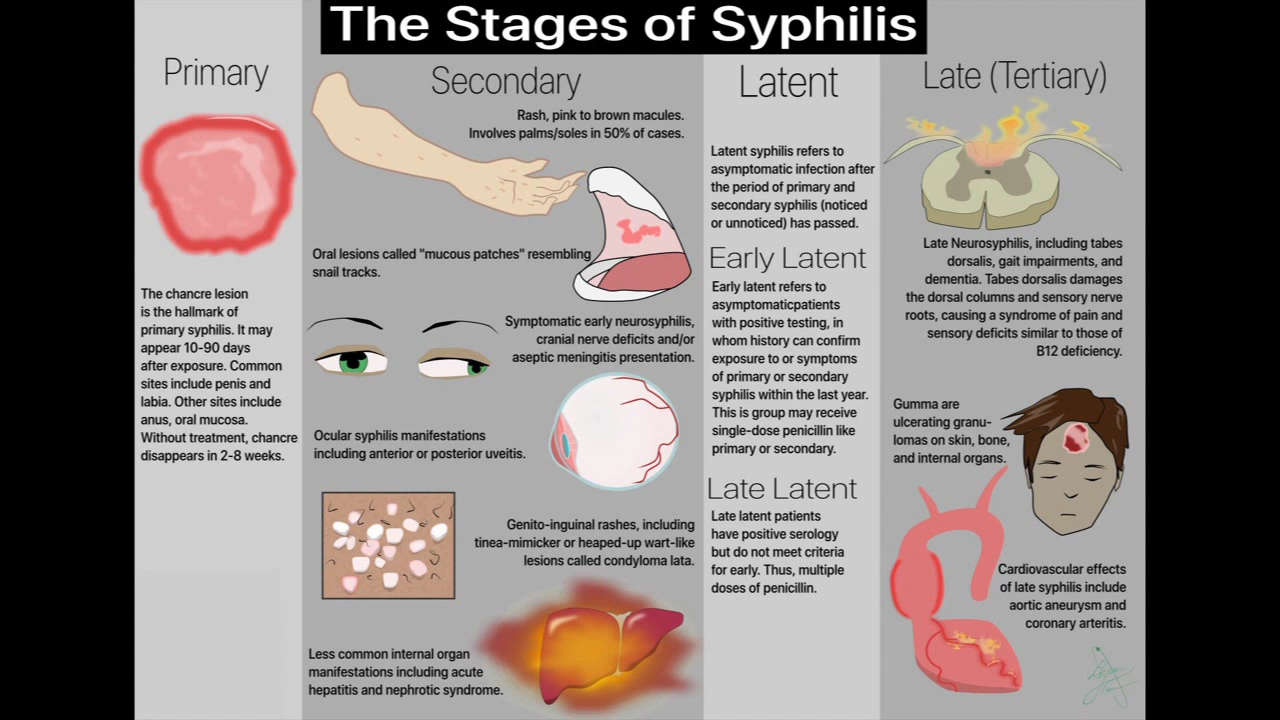 The Stages of Syphilis
Primary
The chancre lesion
is the hallmark of
primary syphilis. It may
appear 10-90 days
after exposure. Common
sites include penis and
labia. Other sites include
anus, oral mucosa.
Without treatment, chancre
disappears in 2-8 weeks.
Secondary
Rash, pink to brown macules.
Involves palms/soles in 50% of cases.
Oral lesions called "mucous patches" resembling
snail tracks.
Symptomatic early neurosyphilis,
cranial nerve deficits and/or
aseptic meningitis presentation.
Ocular syphilis manifestations
including anterior or posterior uveitis.
Genito-inguinal rashes, including
tinea-mimicker or heaped-up wart-like
lesions called condyloma lata.
Less common internal organ
manifestations including acute
hepatitis and nephrotic syndrome.
Latent
Latent syphilis refers to
asymptomatic infection after
the period of primary and
secondary syphilis (noticed
or unnoticed) has passed.
Early Latent
Early latent refers to
asymptomaticpatients
with positive testing, in
whom history can confirm
exposure to or symptoms
of primary or secondary
syphilis within the last year.
This is group may receive
single-dose penicillin like
primary or secondary.
Late Latent
Late latent patients
have positive serology
but do not meet criteria
for early. Thus, multiple
doses of penicillin.
Late (Tertiary)
Late Neurosyphilis, including tabes
dorsalis, gait impairments, and
dementia. Tabes dorsalis damages
the dorsal columns and sensory nerve
roots, causing a syndrome of pain and
sensory deficits similar to those of
B12 deficiency.
Gumma are
ulcerating granu-
lomas on skin, bone,
and internal organs.
Cardiovascular effects
of late syphilis include
aortic aneurysm and
coronary arteritis.